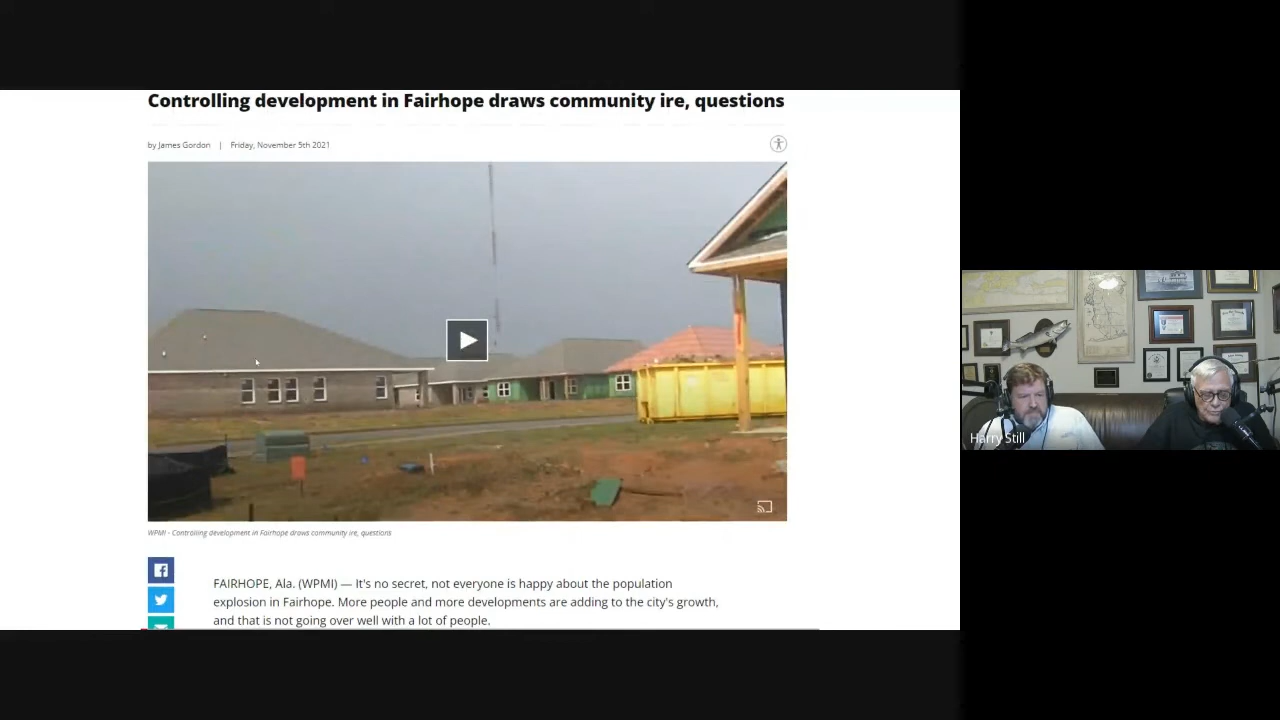 Controlling development in Fairhope draws community ire, questions
by James Gordon | Friday, November 5th 2021
WPMI - Controlling development in Fairhope draws community ire, questions
FAIRHOPE, Ala. (WPMI) — It's no secret, not everyone is happy about the population
explosion in Fairhope. More people and more developments are adding to the city's growth,
and that is not going over well with a lot of people.
Harry Still